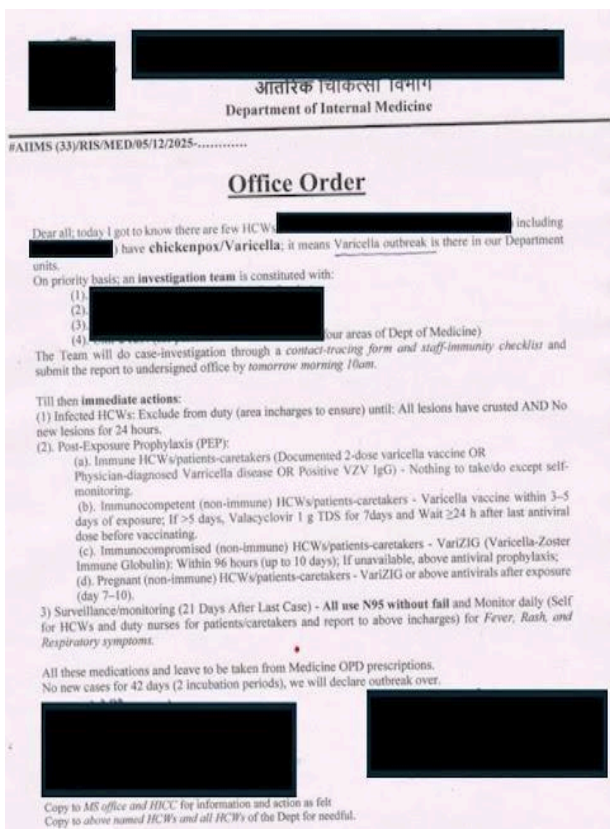 आंतरिक चिकित्सा विभाग
Department of Internal Medicine
#AIIMS (33)/RIS/MED/05/12/2025-............
Office Order
Dear all; today I got to know there are few HCWs including
) have chickenpox/Varicella; it means Varicella outbreak is there in our Department
units.
On priority basis; an investigation team is constituted with:
(1).
(2).
(3).
(4). four areas of Dept of Medicine)
The Team will do case-investigation through a contact-tracing form and staff-immunity checklist and
submit the report to undersigned office by tomorrow morning 10am.
Till then immediate actions:
(1) Infected HCWs: Exclude from duty (area incharges to ensure) until: All lesions have crusted AND No
new lesions for 24 hours.
(2). Post-Exposure Prophylaxis (PEP):
(a). Immune HCWs/patients-caretakers (Documented 2-dose varicella vaccine OR
Physician-diagnosed Varricella disease OR Positive VZV IgG) - Nothing to take/do except self-
monitoring.
(b). Immunocompetent (non-immune) HCWs/patients-caretakers - Varicella vaccine within 3–5
days of exposure; If >5 days, Valacyclovir 1 g TDS for 7days and Wait ≥24 h after last antiviral
dose before vaccinating.
(c). Immunocompromised (non-immune) HCWs/patients-caretakers - VariZIG (Varicella-Zoster
Immune Globulin): Within 96 hours (up to 10 days); If unavailable, above antiviral prophylaxis;
(d). Pregnant (non-immune) HCWs/patients-caretakers - VariZIG or above antivirals after exposure
(day 7–10).
3) Surveillance/monitoring (21 Days After Last Case) - All use N95 without fail and Monitor daily (Self
for HCWs and duty nurses for patients/caretakers and report to above incharges) for Fever, Rash, and
Respiratory symptoms.
All these medications and leave to be taken from Medicine OPD prescriptions.
No new cases for 42 days (2 incubation periods), we will declare outbreak over.
Copy to MS office and HICC for information and action as felt
Copy to above named HCWs and all HCWs of the Dept for needful.